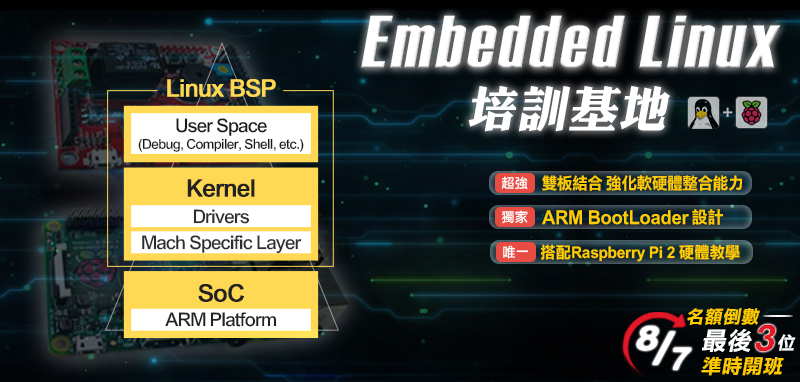 Embedded Linux
培訓基地
+
Linux BSP
User Space
(Debug, Compiler, Shell, etc.)
Kernel
Drivers
Mach Specific Layer
SoC
ARM Platform
超強 雙板結合 強化軟硬體整合能力
獨家 ARM BootLoader 設計
唯一 搭配Raspberry Pi 2 硬體教學
8/7
名額倒數
最後3位
準時開班